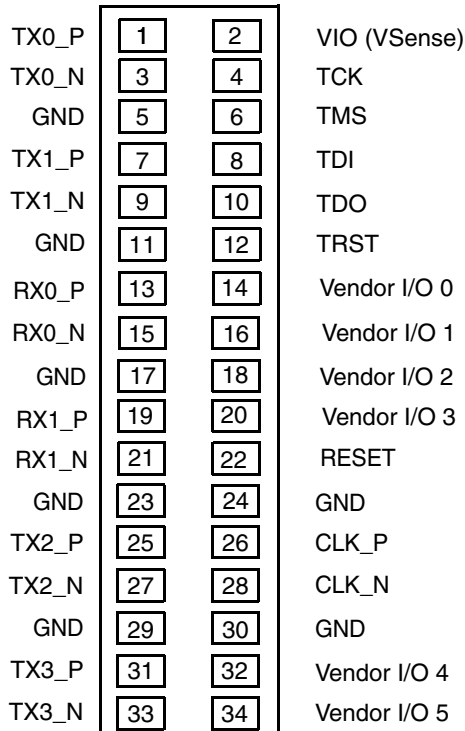 TX0_P 1 2 VIO (VSense)
TX0_N 3 4 TCK
GND 5 6 TMS
TX1_P 7 8 TDI
TX1_N 9 10 TDO
GND 11 12 TRST
RX0_P 13 14 Vendor I/O 0
RX0_N 15 16 Vendor I/O 1
GND 17 18 Vendor I/O 2
RX1_P 19 20 Vendor I/O 3
RX1_N 21 22 RESET
GND 23 24 GND
TX2_P 25 26 CLK_P
TX2_N 27 28 CLK_N
GND 29 30 GND
TX3_P 31 32 Vendor I/O 4
TX3_N 33 34 Vendor I/O 5